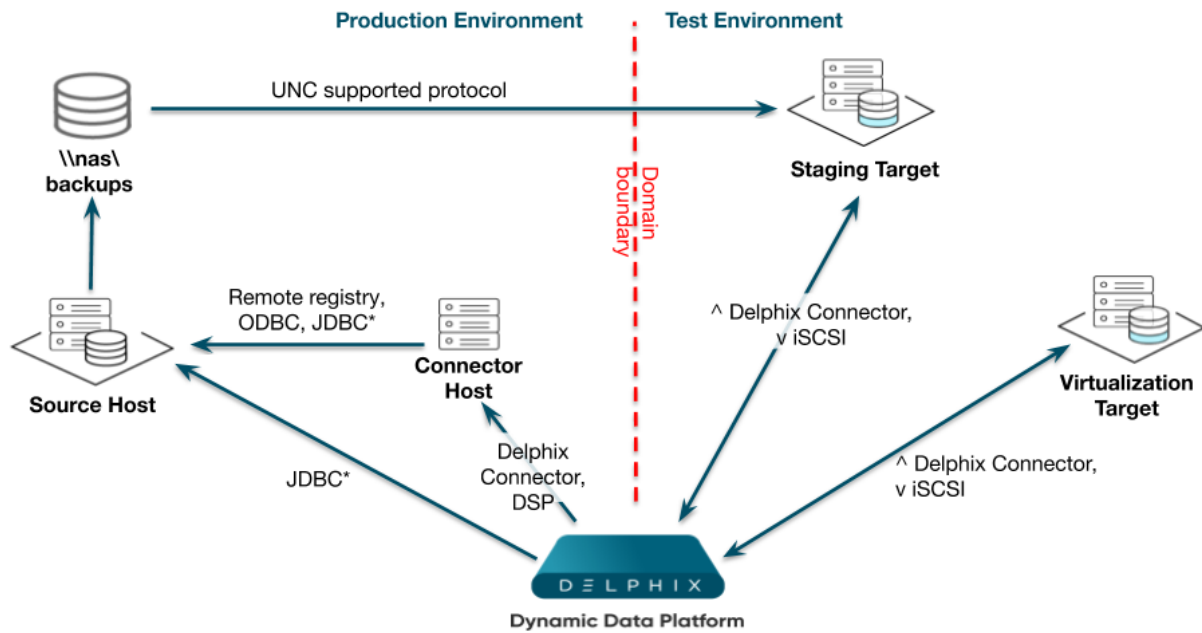 Production Environment
Test Environment
UNC supported protocol
\\nas\
backups
Staging Target
Domain
boundary
Remote registry,
ODBC, JDBC*
Connector
Host
Source Host
^ Delphix Connector,
v iSCSI
Virtualization
Target
JDBC*
Delphix
Connector,
DSP
^ Delphix Connector,
v iSCSI
DELPHIX
Dynamic Data Platform